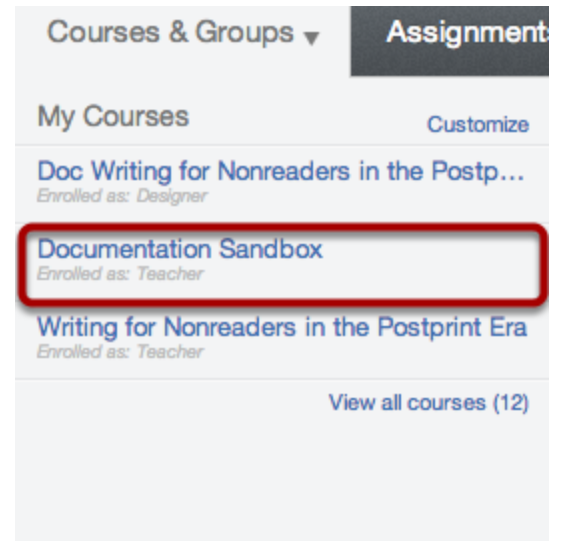 Courses & Groups ▼ Assignment
My Courses Customize
Doc Writing for Nonreaders in the Postp...
Enrolled as: Designer
Documentation Sandbox
Enrolled as: Teacher
Writing for Nonreaders in the Postprint Era
Enrolled as: Teacher
View all courses (12)